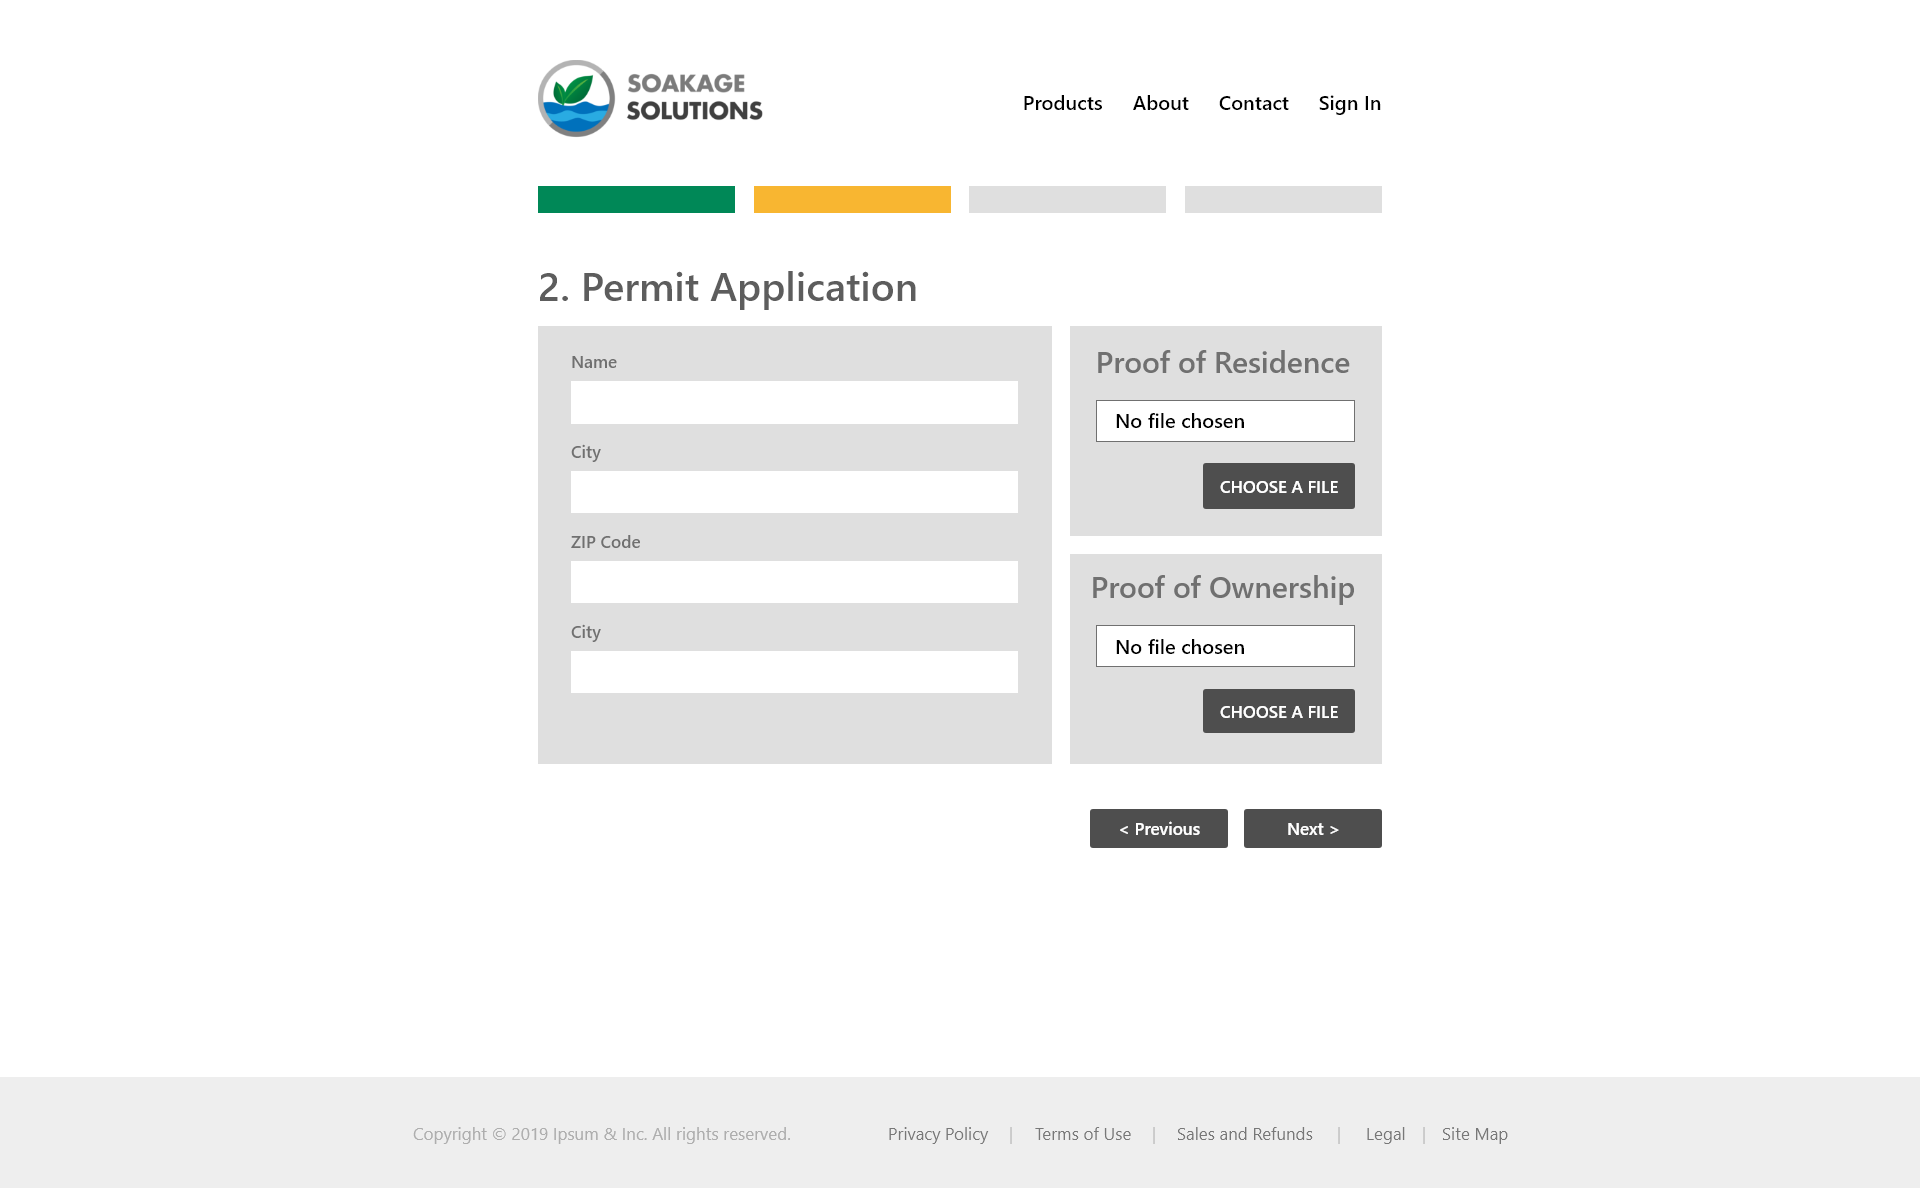 SOAKAGE
SOLUTIONS
Products About Contact Sign In
2. Permit Application
Name
City
ZIP Code
City
Proof of Residence
No file chosen
CHOOSE A FILE
Proof of Ownership
No file chosen
CHOOSE A FILE
< Previous Next >
Copyright © 2019 Ipsum & Inc. All rights reserved. Privacy Policy | Terms of Use | Sales and Refunds | Legal | Site Map